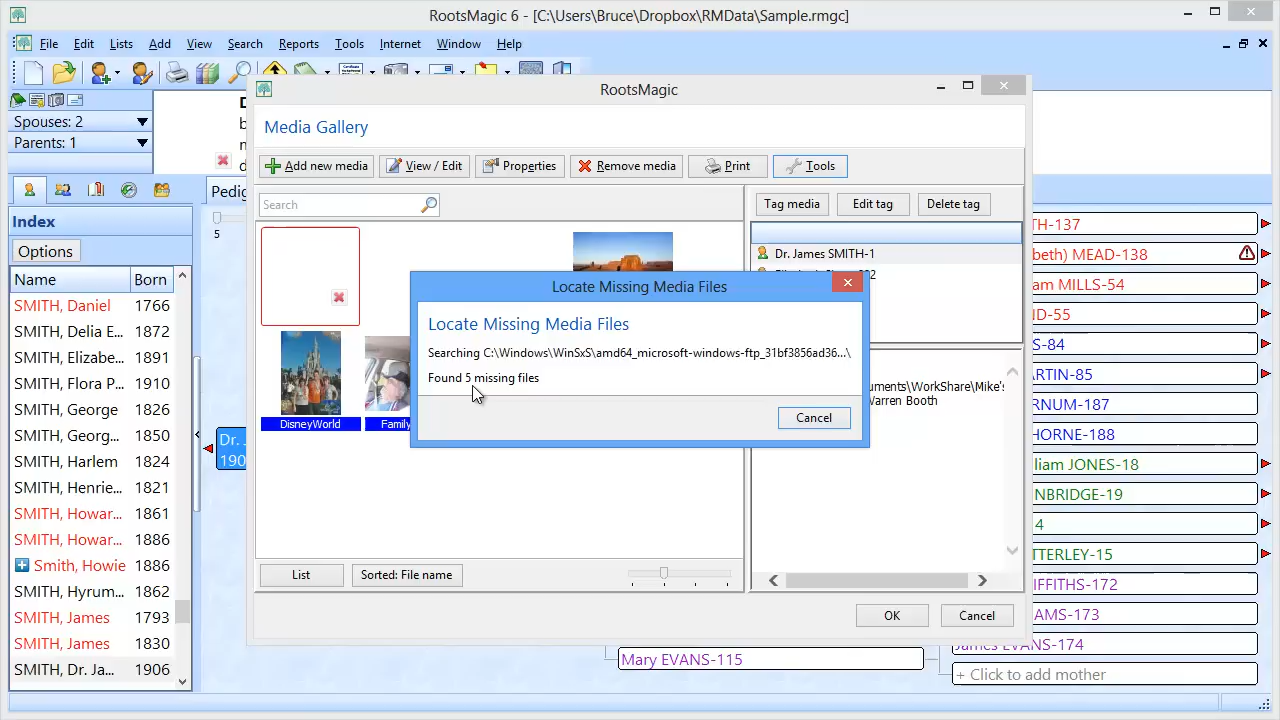 RootsMagic 6 - [C:\Users\Bruce\Dropbox\RMData\Sample.rmgc]
File Edit Lists Add View Search Reports Tools Internet Window Help
Spouses: 2
Parents: 1
RootsMagic
Media Gallery
Add new media View / Edit Properties Remove media Print Tools
Search
Tag media Edit tag Delete tag
Dr. James SMITH-1
Pedig
5
Index
Options
Name Born
SMITH, Daniel 1766
SMITH, Delia E... 1872
SMITH, Elizabe... 1891
SMITH, Flora P... 1910
SMITH, George 1826
SMITH, Georg... 1850
SMITH, Harlem 1824
SMITH, Henrie... 1821
SMITH, Howar... 1861
SMITH, Howar... 1886
Smith, Howie 1886
SMITH, Hyrum... 1862
SMITH, James 1793
SMITH, James 1830
SMITH, Dr. Ja... 1906
Dr. J
190
DisneyWorld
Family
Locate Missing Media Files
Locate Missing Media Files
Searching C:\Windows\WinSxS\amd64_microsoft-windows-ftp_31bf3856ad36...\
Found 5 missing files
Cancel
uments\WorkShare\Mike's
Warren Booth
List Sorted: File name
OK Cancel
TH-137
beth) MEAD-138
am MILLS-54
ND-55
S-84
ARTIN-85
RNUM-187
HORNE-188
liam JONES-18
NBRIDGE-19
4
TTERLEY-15
IFFITHS-172
AMS-173
James EVANS-174
Mary EVANS-115
+ Click to add mother